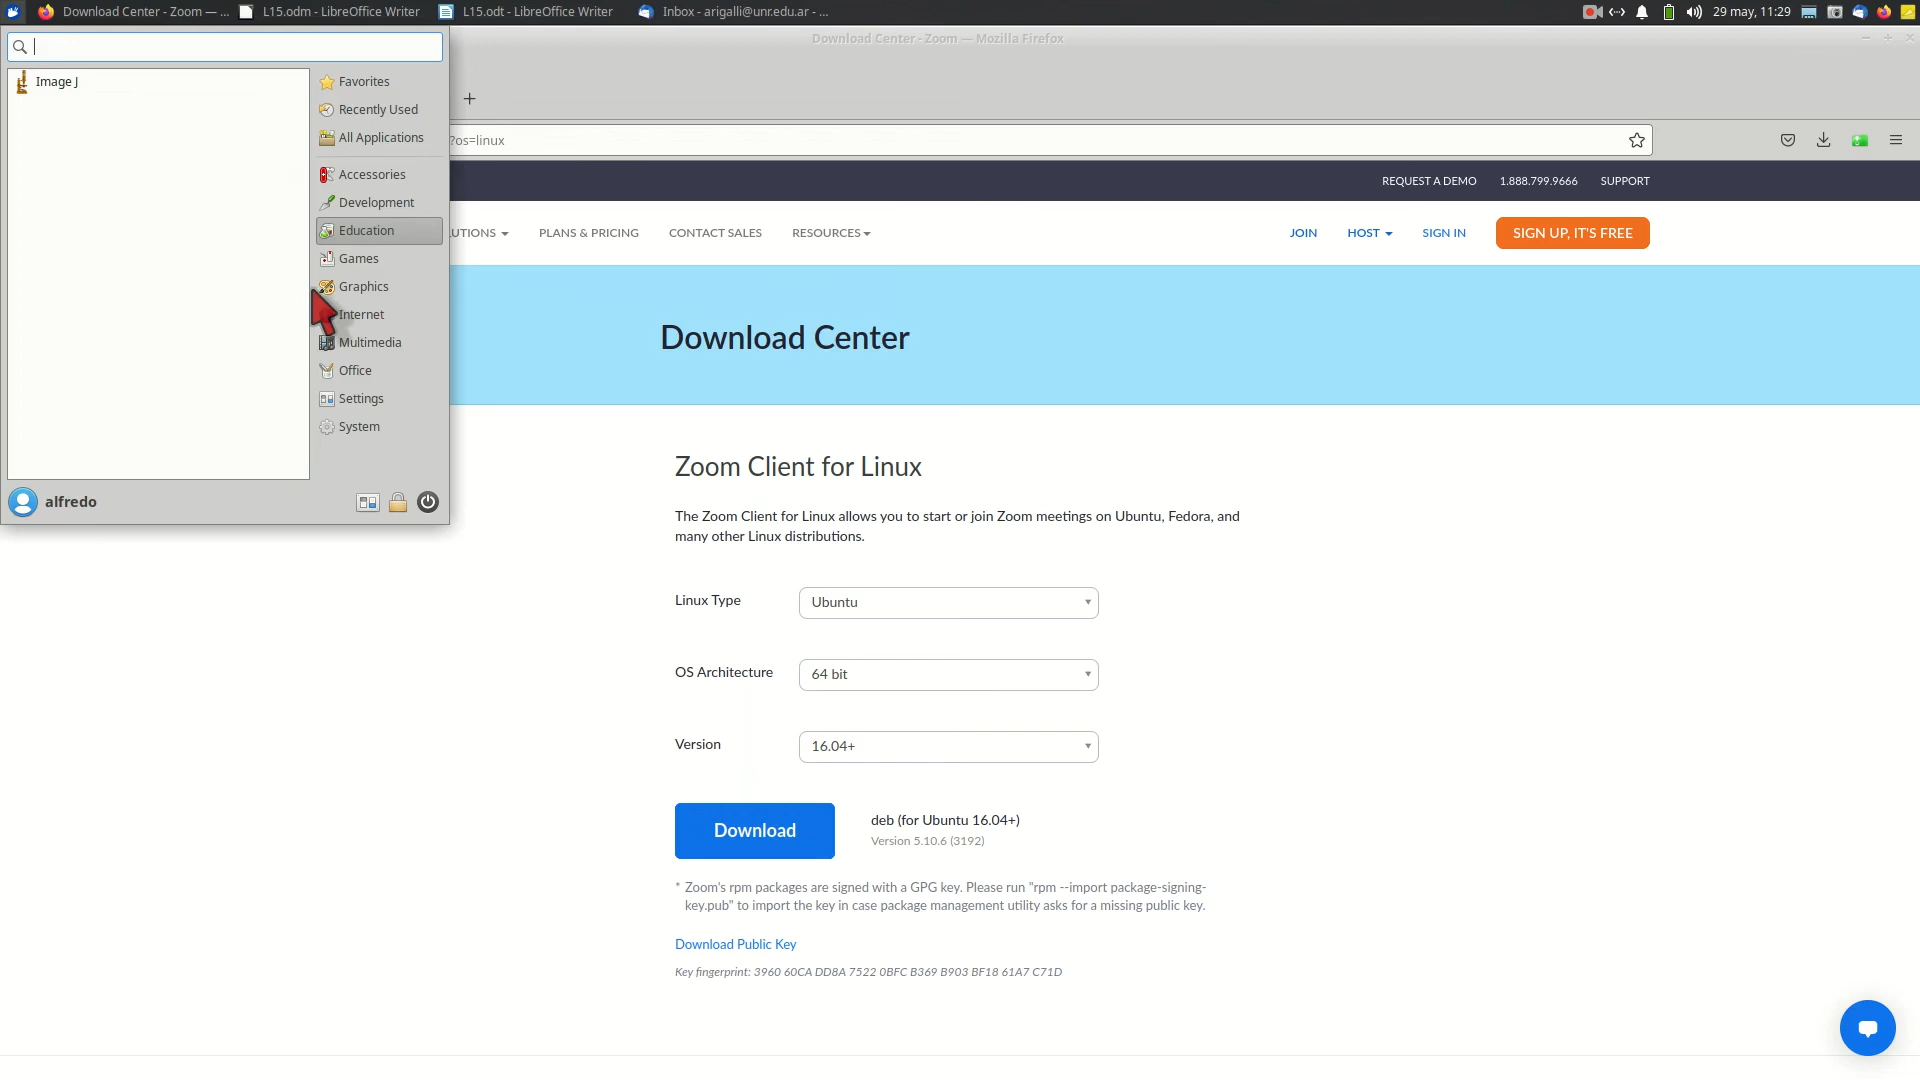 Download Center - Zoom — ...
L15.odm - LibreOffice Writer
L15.odt - LibreOffice Writer
Inbox - arigalli@unr.edu.ar - ...
29 may, 11:29
Download Center - Zoom — Mozilla Firefox
Image J
Favorites
Recently Used
All Applications
Accessories
Development
Education
Games
Graphics
Internet
Multimedia
Office
Settings
System
alfredo
?os=linux
REQUEST A DEMO
1.888.799.9666
SUPPORT
UTIONS
PLANS & PRICING
CONTACT SALES
RESOURCES
JOIN
HOST
SIGN IN
SIGN UP, IT'S FREE
Download Center
Zoom Client for Linux
The Zoom Client for Linux allows you to start or join Zoom meetings on Ubuntu, Fedora, and
many other Linux distributions.
Linux Type
Ubuntu
OS Architecture
64 bit
Version
16.04+
Download
deb (for Ubuntu 16.04+)
Version 5.10.6 (3192)
* Zoom's rpm packages are signed with a GPG key. Please run "rpm --import package-signing-
key.pub" to import the key in case package management utility asks for a missing public key.
Download Public Key
Key fingerprint: 3960 60CA DD8A 7522 0BFC B369 B903 BF18 61A7 C71D